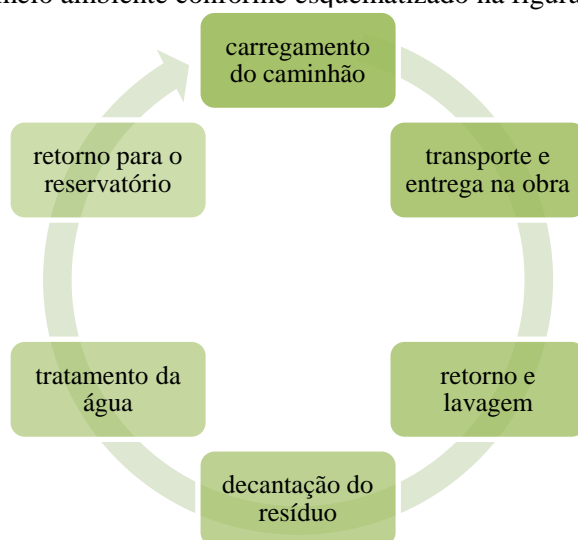 meio ambiente conforme esquematizado na figura
carregamento
do caminhão
transporte e
entrega na obra
retorno e
lavagem
decantação do
resíduo
tratamento da
água
retorno para o
reservatório